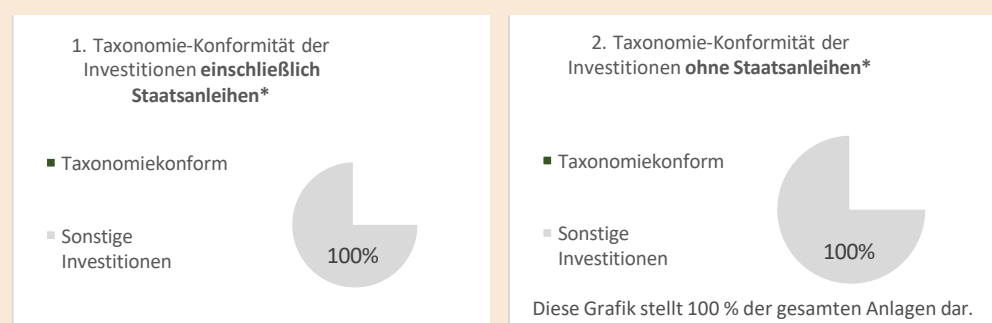 1. Taxonomie-Konformität der
Investitionen einschließlich
Staatsanleihen*
Taxonomiekonform
Sonstige
Investitionen
100%
2. Taxonomie-Konformität der
Investitionen ohne Staatsanleihen*
Taxonomiekonform
Sonstige
Investitionen
100%
Diese Grafik stellt 100 % der gesamten Anlagen dar.